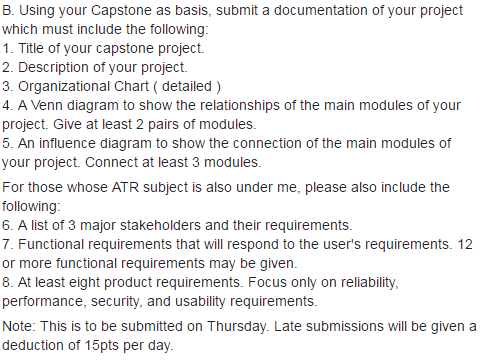 B. Using your Capstone as basis, submit a documentation of your project
which must include the following:
1. Title of your capstone project.
2. Description of your project.
3. Organizational Chart ( detailed )
4. A Venn diagram to show the relationships of the main modules of your
project. Give at least 2 pairs of modules.
5. An influence diagram to show the connection of the main modules of
your project. Connect at least 3 modules.
For those whose ATR subject is also under me, please also include the
following:
6. A list of 3 major stakeholders and their requirements.
7. Functional requirements that will respond to the user's requirements. 12
or more functional requirements may be given.
8. At least eight product requirements. Focus only on reliability,
performance, security, and usability requirements.
Note: This is to be submitted on Thursday. Late submissions will be given a
deduction of 15pts per day.